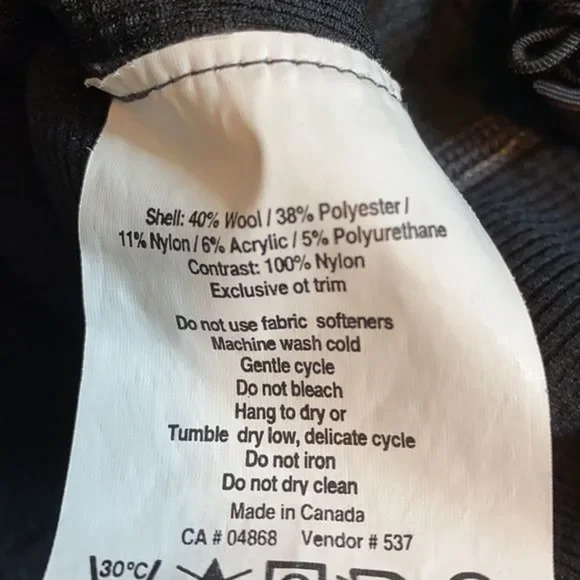 Shell: 40% Wool / 38% Polyester /
11% Nylon / 6% Acrylic / 5% Polyurethane
Contrast: 100% Nylon
Exclusive ot trim
Do not use fabric softeners
Machine wash cold
Gentle cycle
Do not bleach
Hang to dry or
Tumble dry low, delicate cycle
Do not iron
Do not dry clean
Made in Canada
CA # 04868 Vendor # 537
30°C